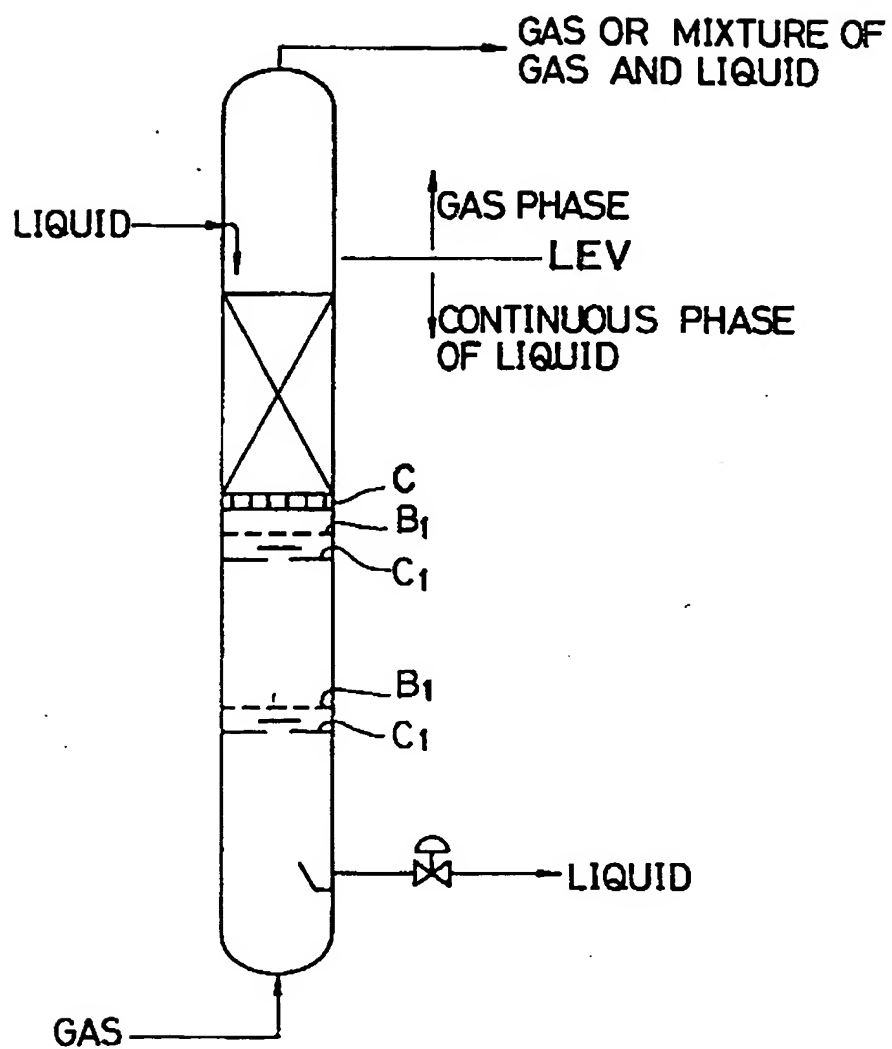 GAS OR MIXTURE OF
GAS AND LIQUID
GAS PHASE
LIQUID
LEV
CONTINUOUS PHASE
OF LIQUID
C
B1
C1
B1
C1
LIQUID
GAS